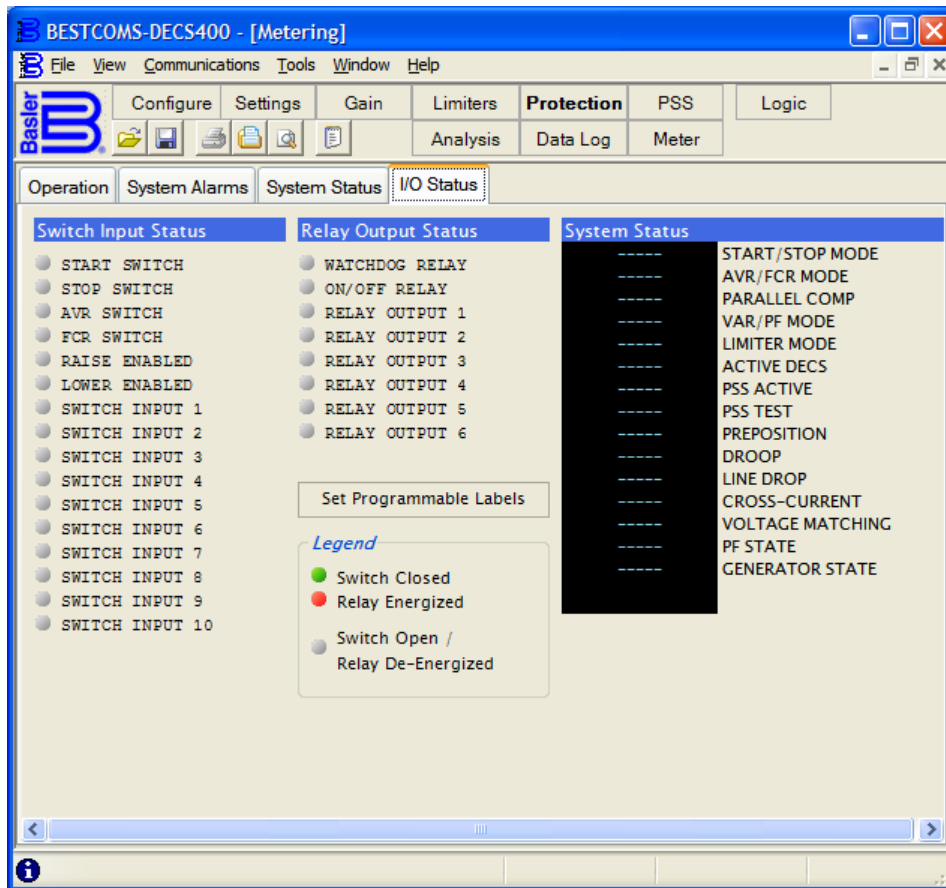 BESTCOMS-DECS400 - [Metering]
File View Communications Tools Window Help
Basler
Configure Settings Gain Limiters Protection PSS Logic
Analysis Data Log Meter
Operation System Alarms System Status I/O Status
Switch Input Status
START SWITCH
STOP SWITCH
AVR SWITCH
FCR SWITCH
RAISE ENABLED
LOWER ENABLED
SWITCH INPUT 1
SWITCH INPUT 2
SWITCH INPUT 3
SWITCH INPUT 4
SWITCH INPUT 5
SWITCH INPUT 6
SWITCH INPUT 7
SWITCH INPUT 8
SWITCH INPUT 9
SWITCH INPUT 10
Relay Output Status
WATCHDOG RELAY
ON/OFF RELAY
RELAY OUTPUT 1
RELAY OUTPUT 2
RELAY OUTPUT 3
RELAY OUTPUT 4
RELAY OUTPUT 5
RELAY OUTPUT 6
Set Programmable Labels
Legend
Switch Closed
Relay Energized
Switch Open /
Relay De-Energized
System Status
----- START/STOP MODE
----- AVR/FCR MODE
----- PARALLEL COMP
----- VAR/PF MODE
----- LIMITER MODE
----- ACTIVE DECS
----- PSS ACTIVE
----- PSS TEST
----- PREPOSITION
----- DROOP
----- LINE DROP
----- CROSS-CURRENT
----- VOLTAGE MATCHING
----- PF STATE
----- GENERATOR STATE